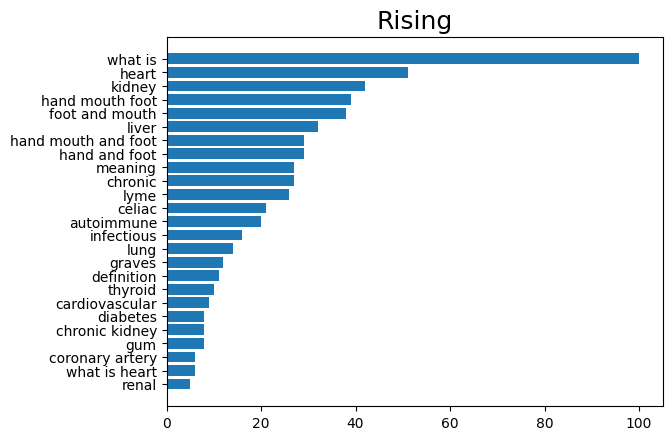 Rising
what is
heart
kidney
hand mouth foot
foot and mouth
liver
hand mouth and foot
hand and foot
meaning
chronic
lyme
celiac
autoimmune
infectious
lung
graves
definition
thyroid
cardiovascular
diabetes
chronic kidney
gum
coronary artery
what is heart
renal
0 20 40 60 80 100